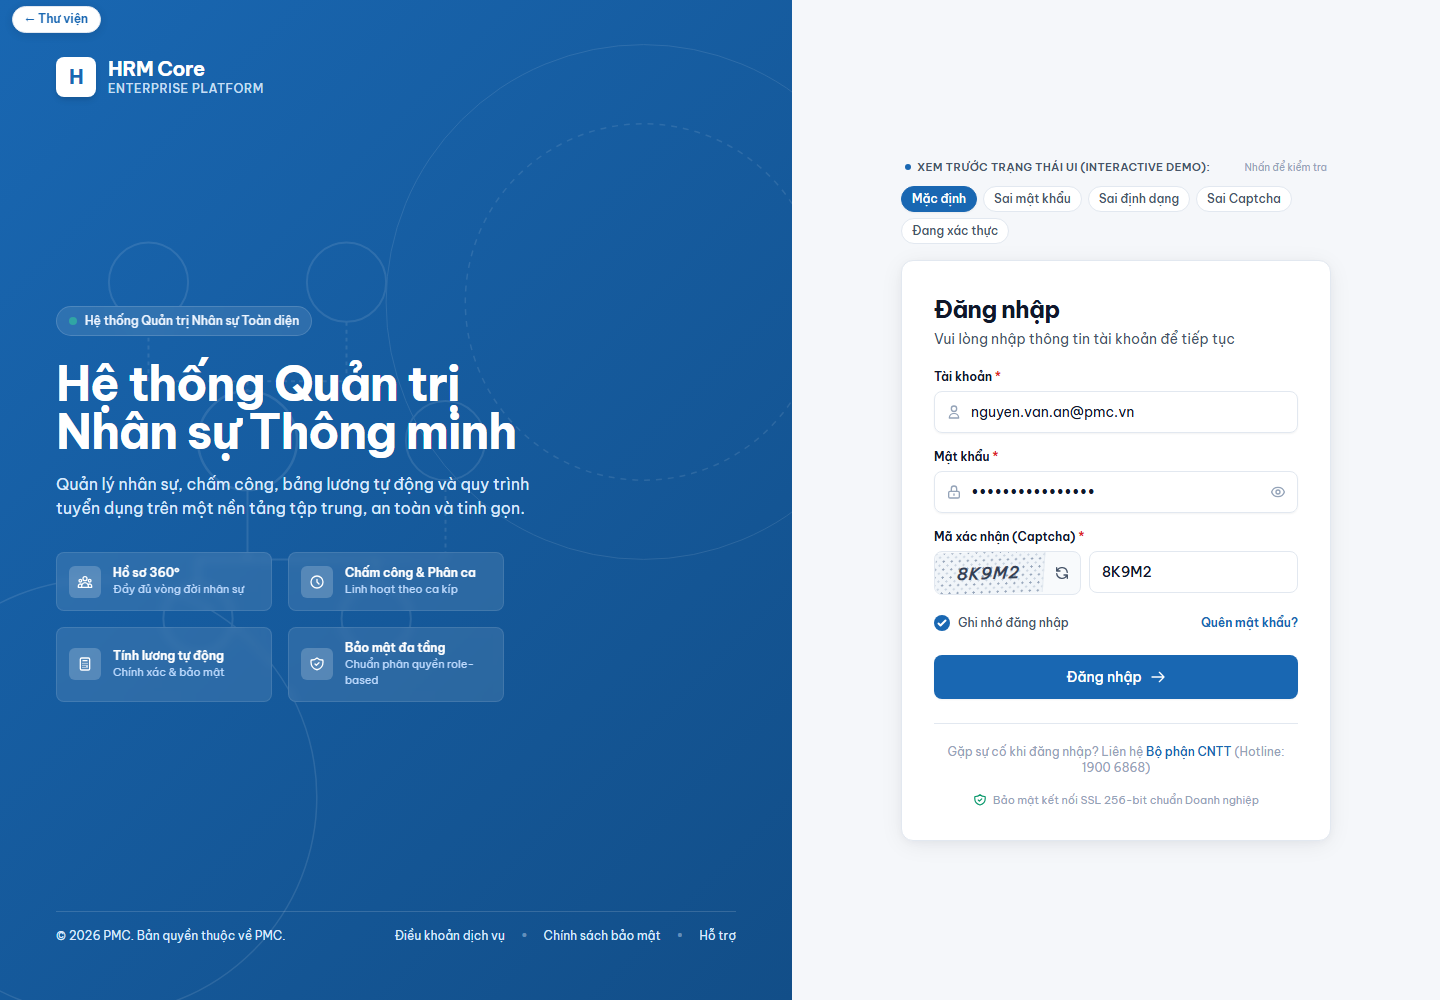 ← Thư viện
H
HRM Core
ENTERPRISE PLATFORM
Hệ thống Quản trị Nhân sự Toàn diện
Hệ thống Quản trị
Nhân sự Thông minh
Quản lý nhân sự, chấm công, bảng lương tự động và quy trình
tuyển dụng trên một nền tảng tập trung, an toàn và tinh gọn.
Hồ sơ 360°
Đầy đủ vòng đời nhân sự
Chấm công & Phân ca
Linh hoạt theo ca kíp
Tính lương tự động
Chính xác & bảo mật
Bảo mật đa tầng
Chuẩn phân quyền role-
based
© 2026 PMC. Bản quyền thuộc về PMC.
Điều khoản dịch vụ • Chính sách bảo mật • Hỗ trợ
XEM TRƯỚC TRẠNG THÁI UI (INTERACTIVE DEMO):
Nhấn để kiểm tra
Mặc định
Sai mật khẩu
Sai định dạng
Sai Captcha
Đang xác thực
Đăng nhập
Vui lòng nhập thông tin tài khoản để tiếp tục
Tài khoản *
nguyen.van.an@pmc.vn
Mật khẩu *
••••••••••••••••
Mã xác nhận (Captcha) *
8K9M2
8K9M2
Ghi nhớ đăng nhập
Quên mật khẩu?
Đăng nhập →
Gặp sự cố khi đăng nhập? Liên hệ Bộ phận CNTT (Hotline:
1900 6868)
Bảo mật kết nối SSL 256-bit chuẩn Doanh nghiệp